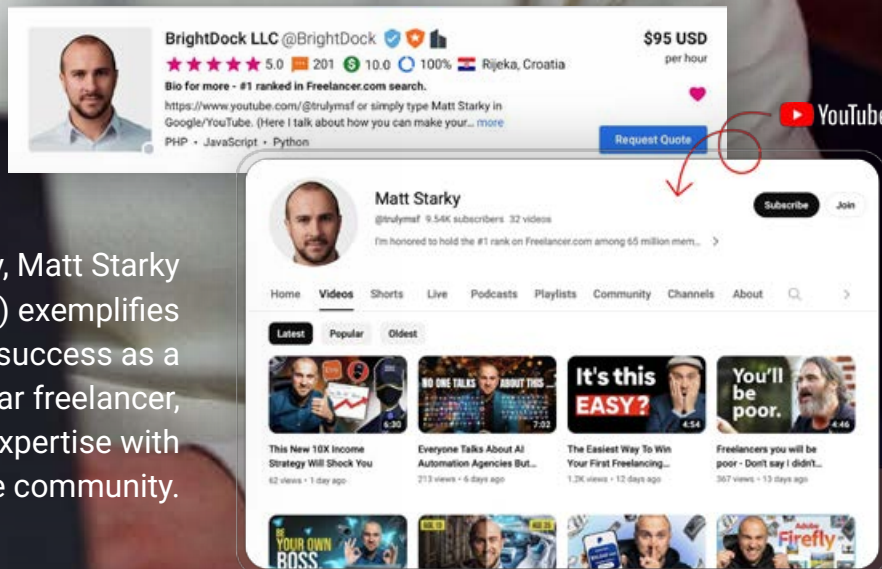 BrightDock LLC @BrightDock
5.0 201 10.0 100% Rijeka, Croatia
Bio for more - #1 ranked in Freelancer.com search.
https://www.youtube.com/@trulymsf or simply type Matt Starky in
Google/YouTube. (Here I talk about how you can make your... more
PHP • JavaScript • Python
$95 USD
per hour
Request Quote
YouTube
Matt Starky
@trulymsf 9.54K subscribers 32 videos
I'm honored to hold the #1 rank on Freelancer.com among 65 million mem... >
Subscribe Join
Home Videos Shorts Live Podcasts Playlists Community Channels About >
Latest Popular Oldest
, Matt Starky
) exemplifies
success as a
ar freelancer,
expertise with
e community.
6:30
NO ONE TALKS ABOUT THIS ...
7:02
It's this
EASY?
4:54
You'll
be
poor.
4:46
This New 10X Income
Strategy Will Shock You
62 views • 1 day ago
Everyone Talks About AI
Automation Agencies But...
213 views • 6 days ago
The Easiest Way To Win
Your First Freelancing...
1.2K views • 12 days ago
Freelancers you will be
poor - Don't say I didn't...
367 views • 13 days ago
BE
YOUR OWN
BOSS
Adobe
Firefly